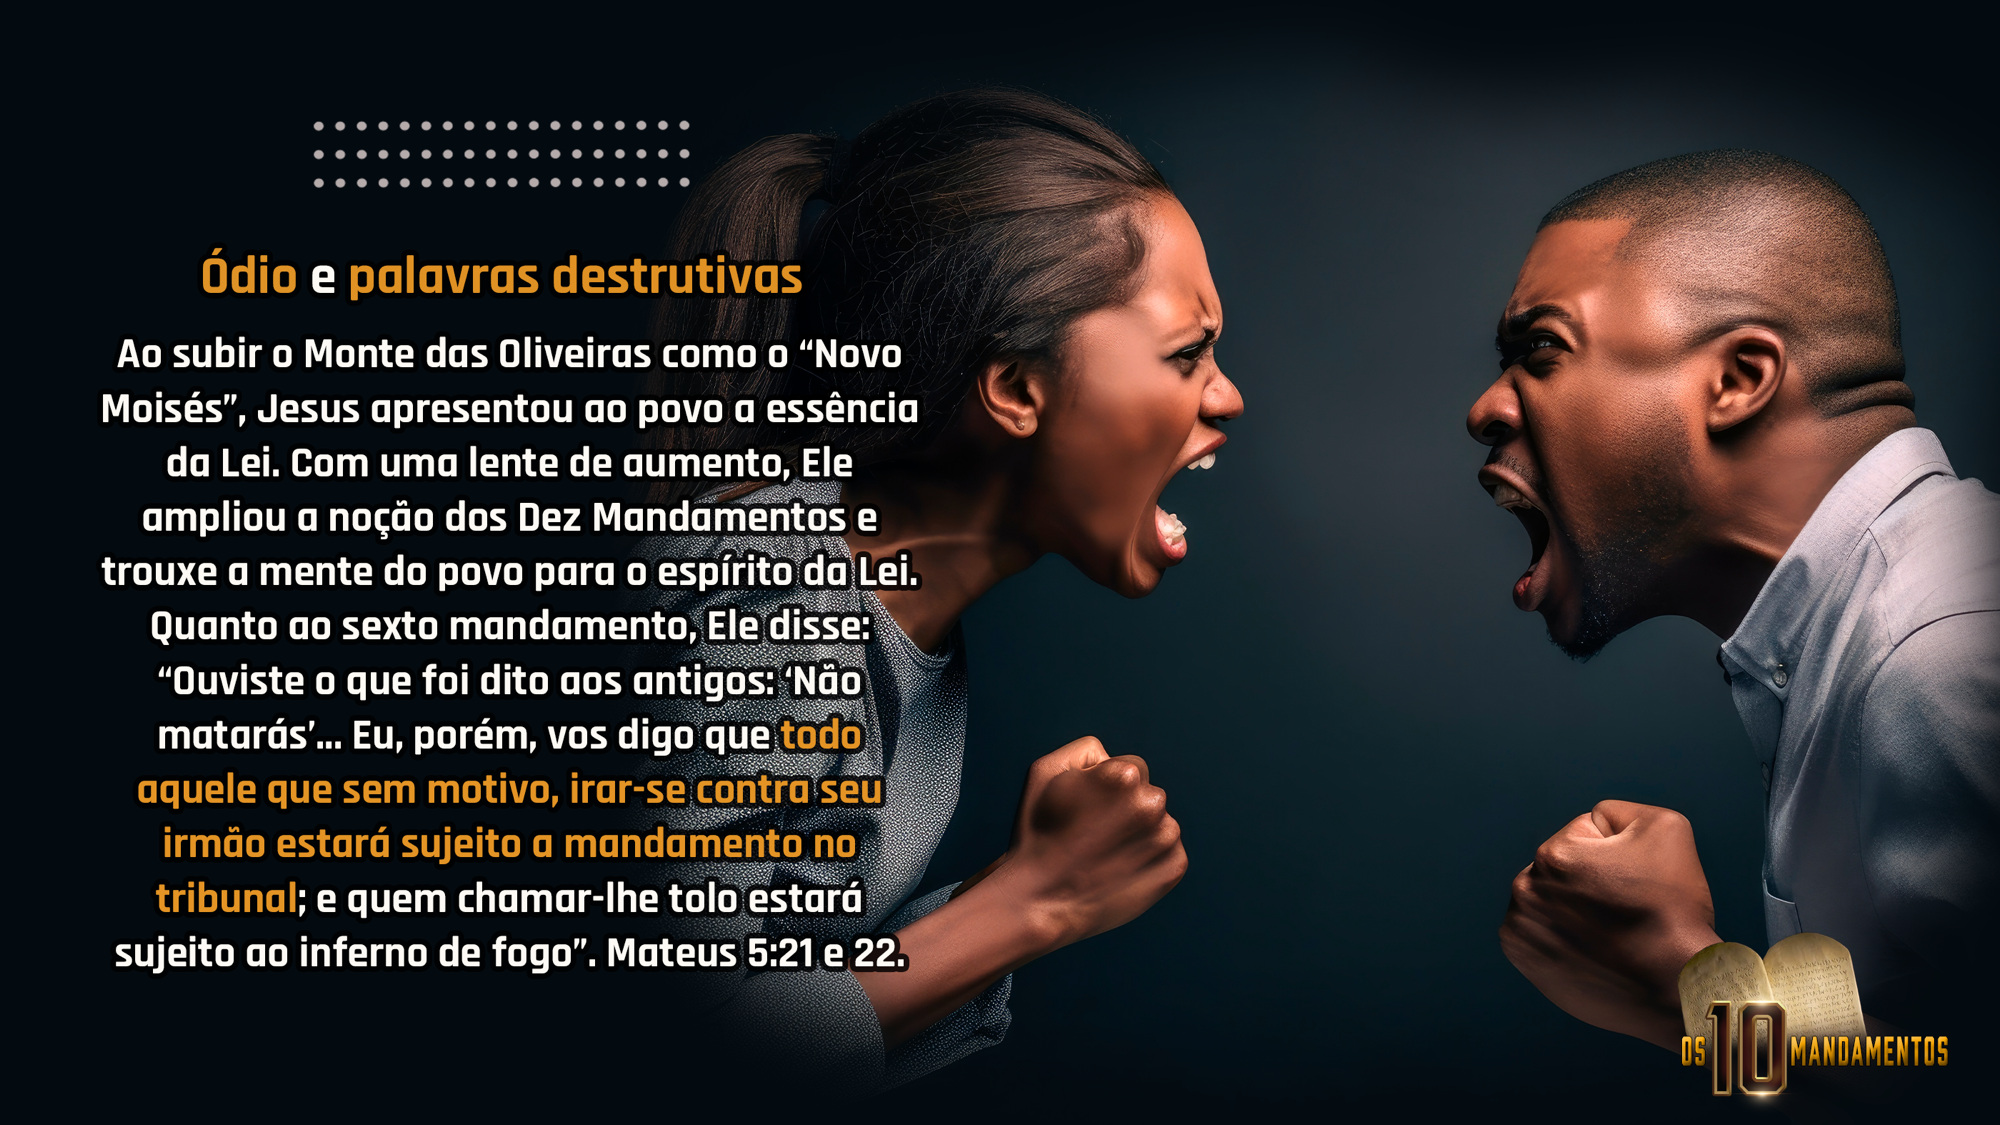 Ódio e palavras destrutivas
Ao subir o Monte das Oliveiras como o “Novo
Moisés”, Jesus apresentou ao povo a essência
da Lei. Com uma lente de aumento, Ele
ampliou a noção dos Dez Mandamentos e
trouxe a mente do povo para o espírito da Lei.
Quanto ao sexto mandamento, Ele disse:
“Ouviste o que foi dito aos antigos: ‘Não
matarás’... Eu, porém, vos digo que todo
aquele que sem motivo, irar-se contra seu
irmão estará sujeito a mandamento no
tribunal; e quem chamar-lhe tolo estará
sujeito ao inferno de fogo”. Mateus 5:21 e 22.
OS 10 MANDAMENTOS